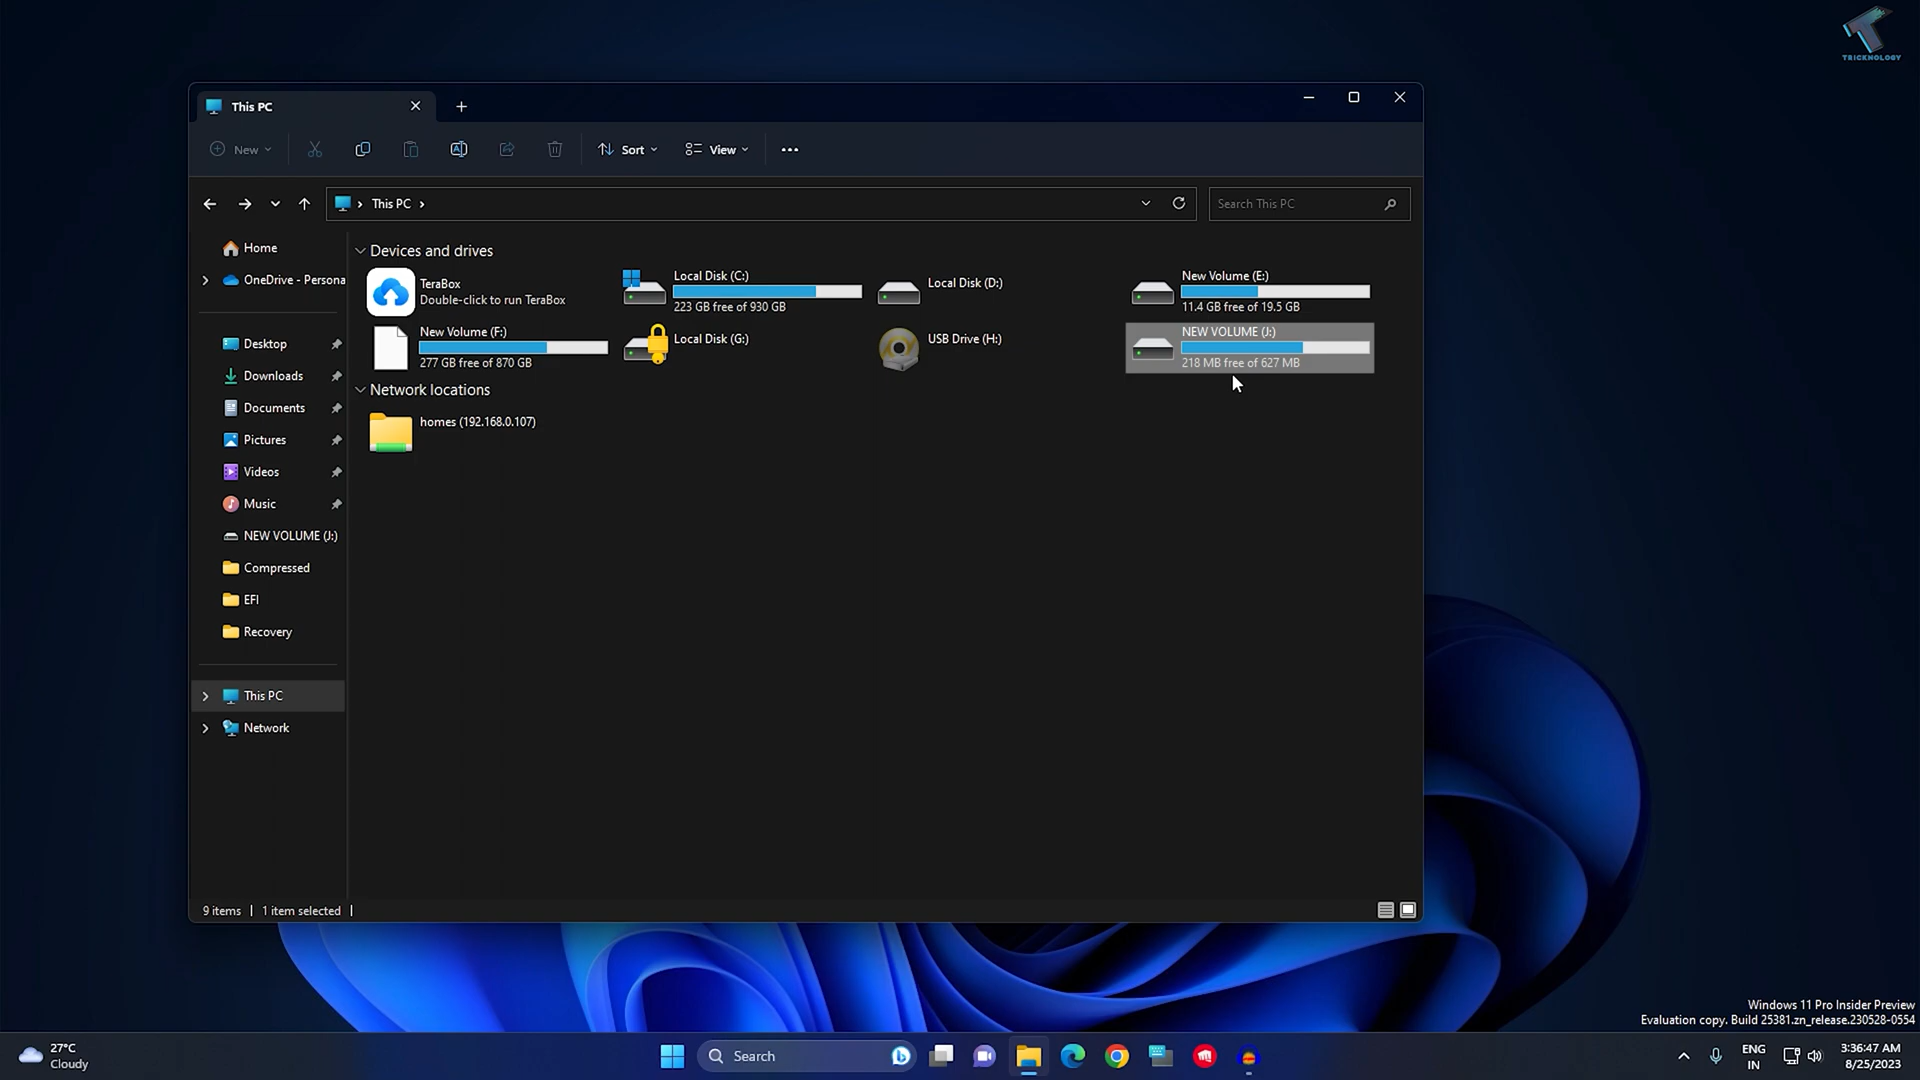 TRICKNOLOGY
This PC
New
Sort
View
This PC
Search This PC
Home
OneDrive - Persona
Desktop
Downloads
Documents
Pictures
Videos
Music
NEW VOLUME (J:)
Compressed
EFI
Recovery
This PC
Network
Devices and drives
TeraBox
Double-click to run TeraBox
Local Disk (C:)
223 GB free of 930 GB
Local Disk (D:)
New Volume (E:)
11.4 GB free of 19.5 GB
New Volume (F:)
277 GB free of 870 GB
Local Disk (G:)
USB Drive (H:)
NEW VOLUME (J:)
218 MB free of 627 MB
Network locations
homes (192.168.0.107)
9 items
1 item selected
Windows 11 Pro Insider Preview
Evaluation copy. Build 25381.zn_release.230528-0554
27°C
Cloudy
Search
ENG
IN
3:36:47 AM
8/25/2023